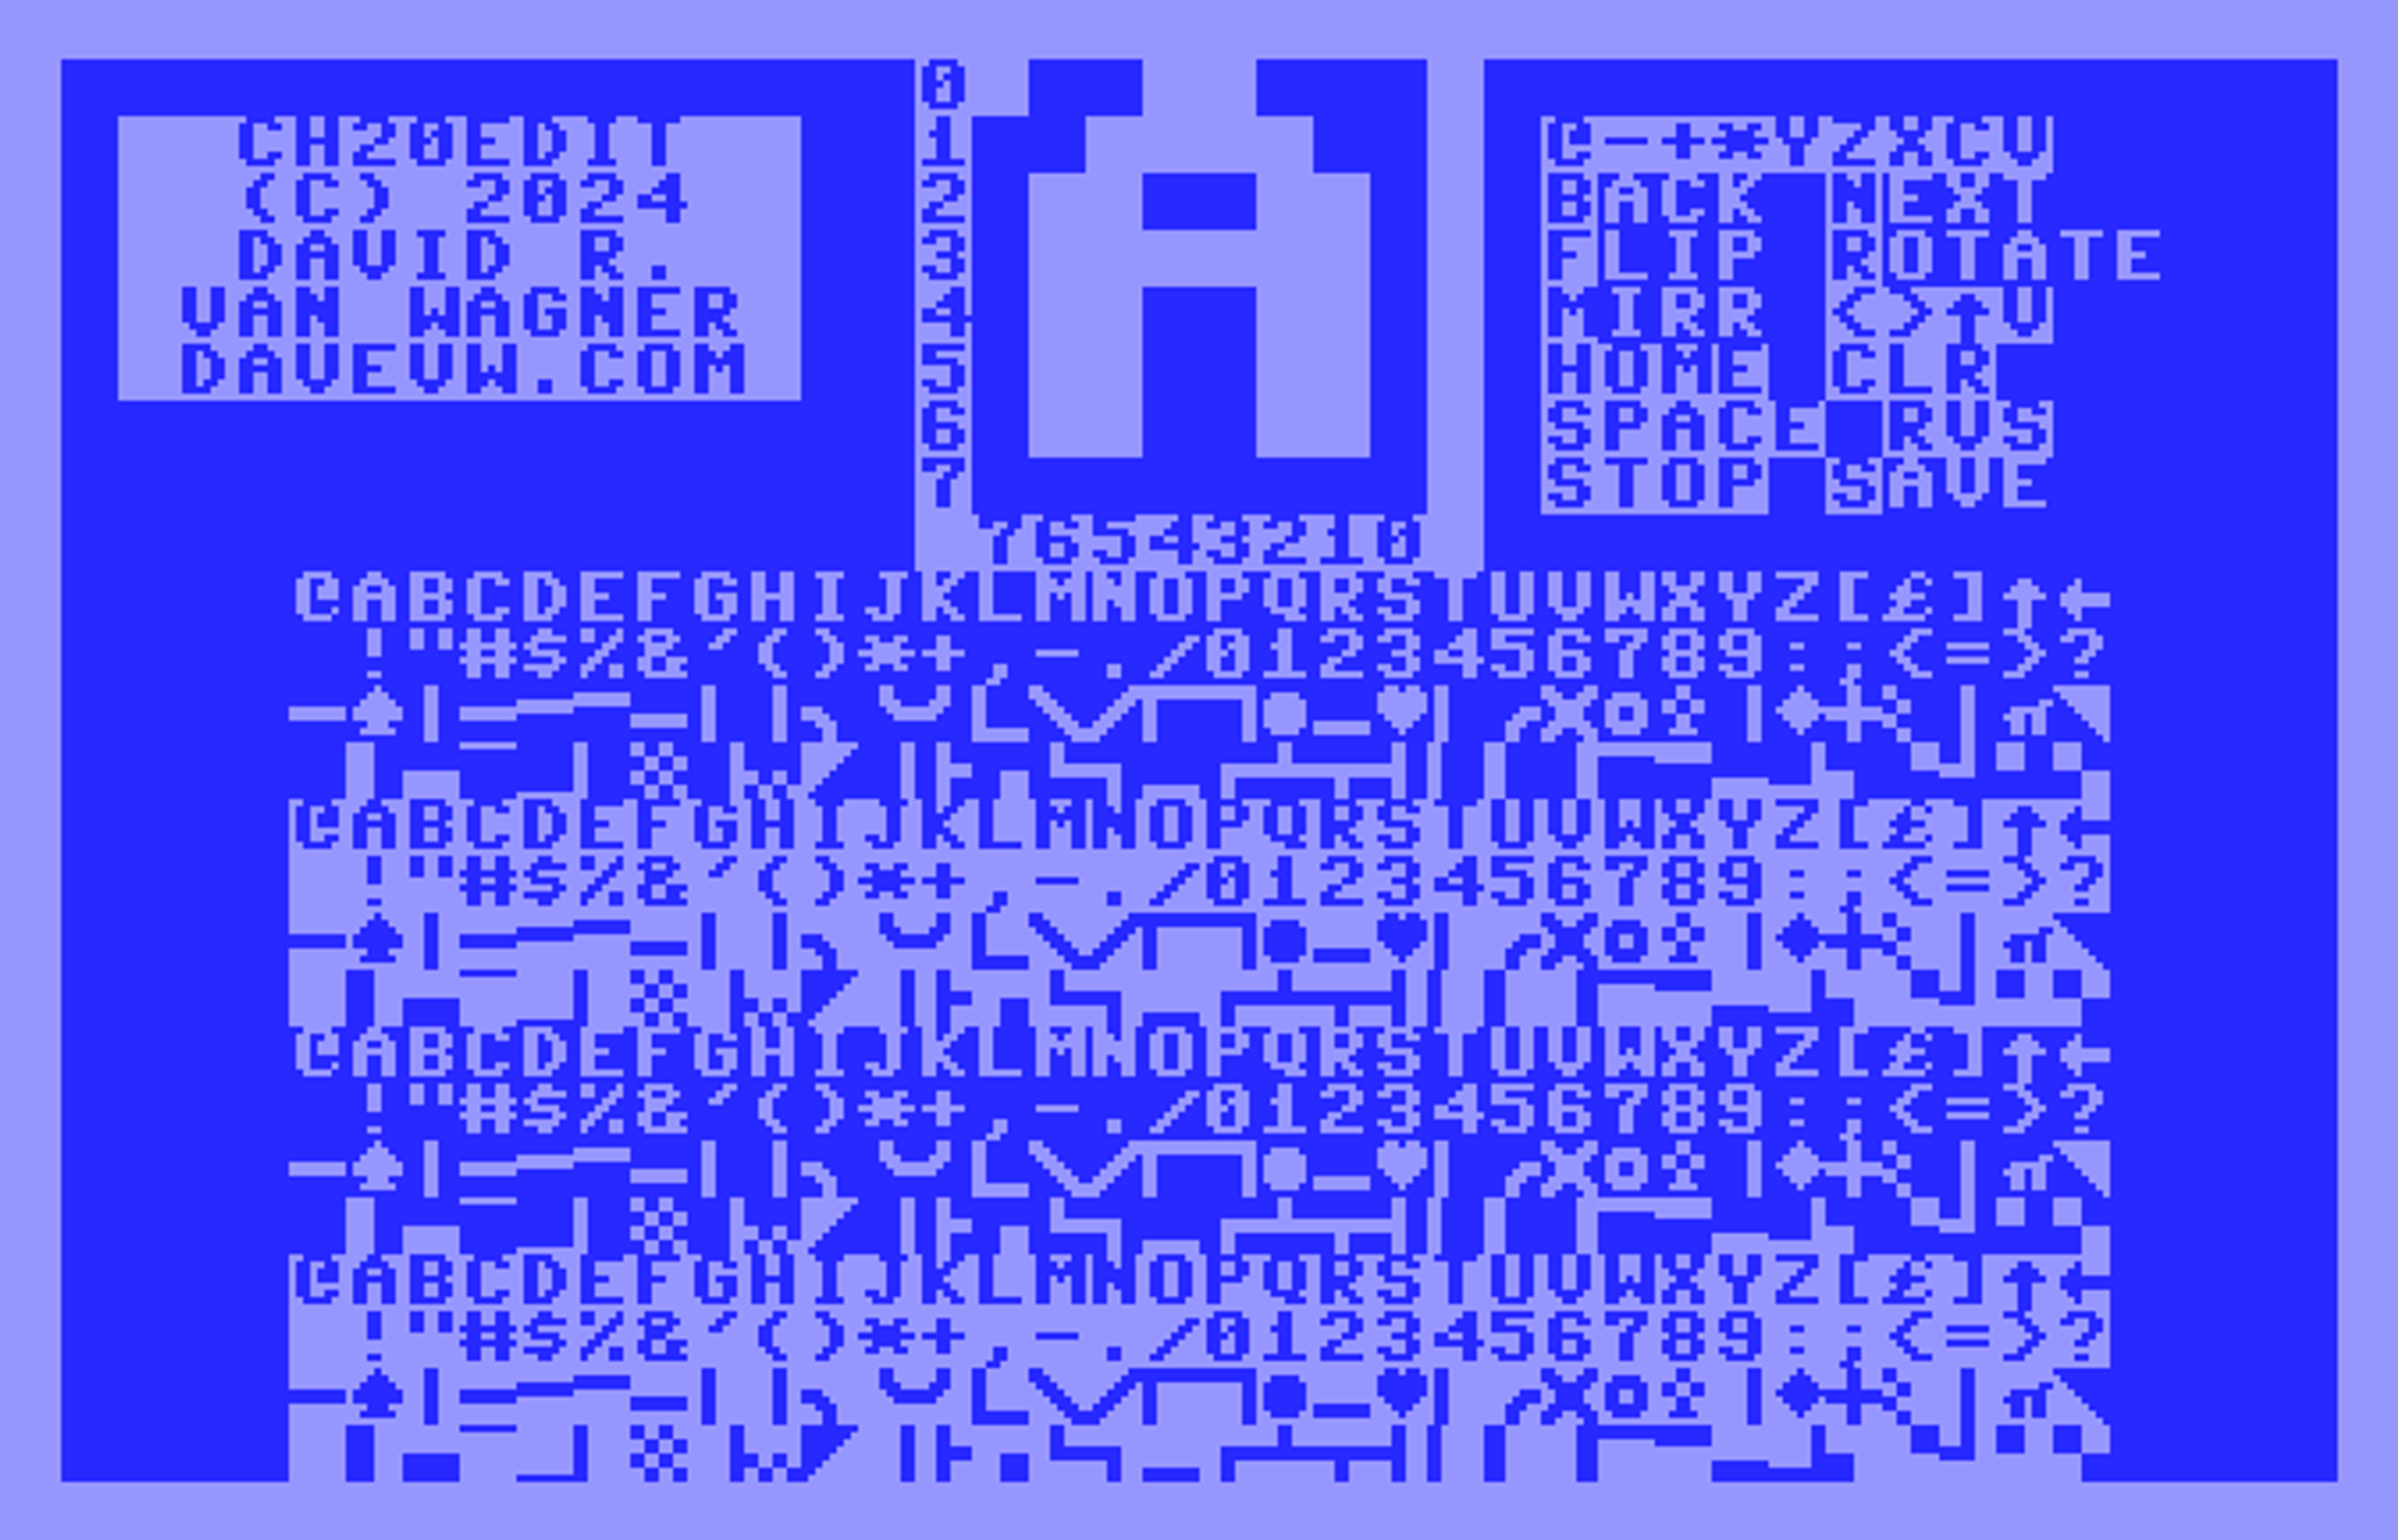 CH20EDIT
(C) 2024
DAVID R.
VAN WAGNER
DAVEVW.COM
0
1
2
3
4
5
6
7
76543210
@-+*YZXCV
BACK NEXT
FLIP ROTATE
MIRR <>↑U
HOME CLR
SPACE RVS
STOP SAVE
@ABCDEFGHIJKLMNOPQRSTUVWXYZ[£]↑←
!"#$%&'()*+,-./0123456789:;<=>?
@ABCDEFGHIJKLMNOPQRSTUVWXYZ[£]↑←
!"#$%&'()*+,-./0123456789:;<=>?
@ABCDEFGHIJKLMNOPQRSTUVWXYZ[£]↑←
!"#$%&'()*+,-./0123456789:;<=>?
@ABCDEFGHIJKLMNOPQRSTUVWXYZ[£]↑←
!"#$%&'()*+,-./0123456789:;<=>?